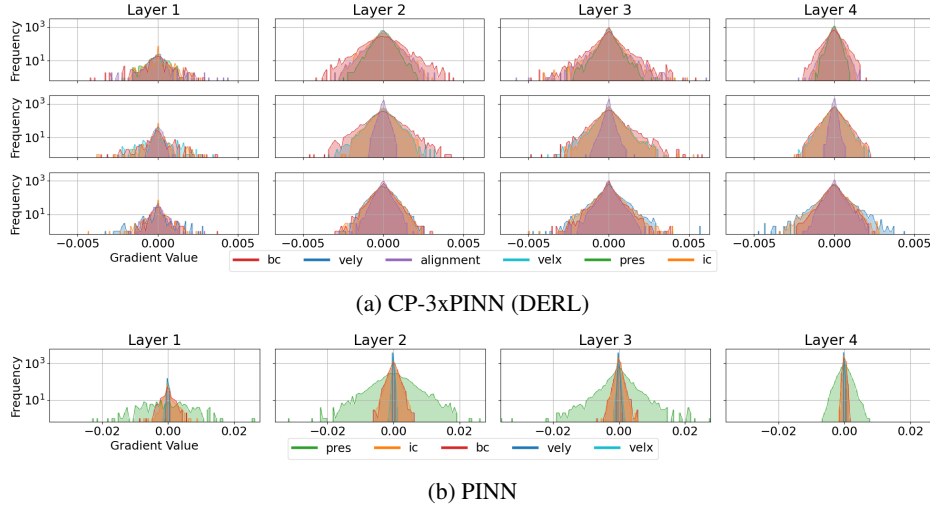 Layer 1 Layer 2 Layer 3 Layer 4
Frequency 10³ 10¹
Frequency 10³ 10¹
Frequency 10³ 10¹
−0.005 0.000 0.005 −0.005 0.000 0.005 −0.005 0.000 0.005 −0.005 0.000 0.005
Gradient Value
bc vely alignment velx pres ic
(a) CP-3xPINN (DERL)
Layer 1 Layer 2 Layer 3 Layer 4
Frequency 10³ 10¹
−0.02 0.00 0.02 −0.02 0.00 0.02 −0.02 0.00 0.02 −0.02 0.00 0.02
Gradient Value
pres ic bc vely velx
(b) PINN